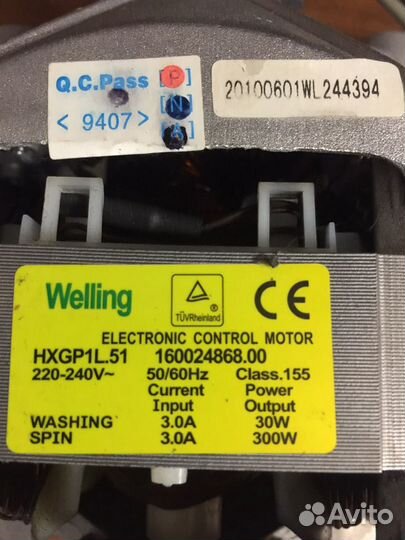 Q.C.Pass [P]
[N]
< 9407> [A]
20100601WL244394
Welling
TÜVRheinland ®
CE
ELECTRONIC CONTROL MOTOR
HXGP1L.51 160024868.00
220-240V~ 50/60Hz Class.155
Current Power
Input Output
WASHING 3.0A 30W
SPIN 3.0A 300W
Avito